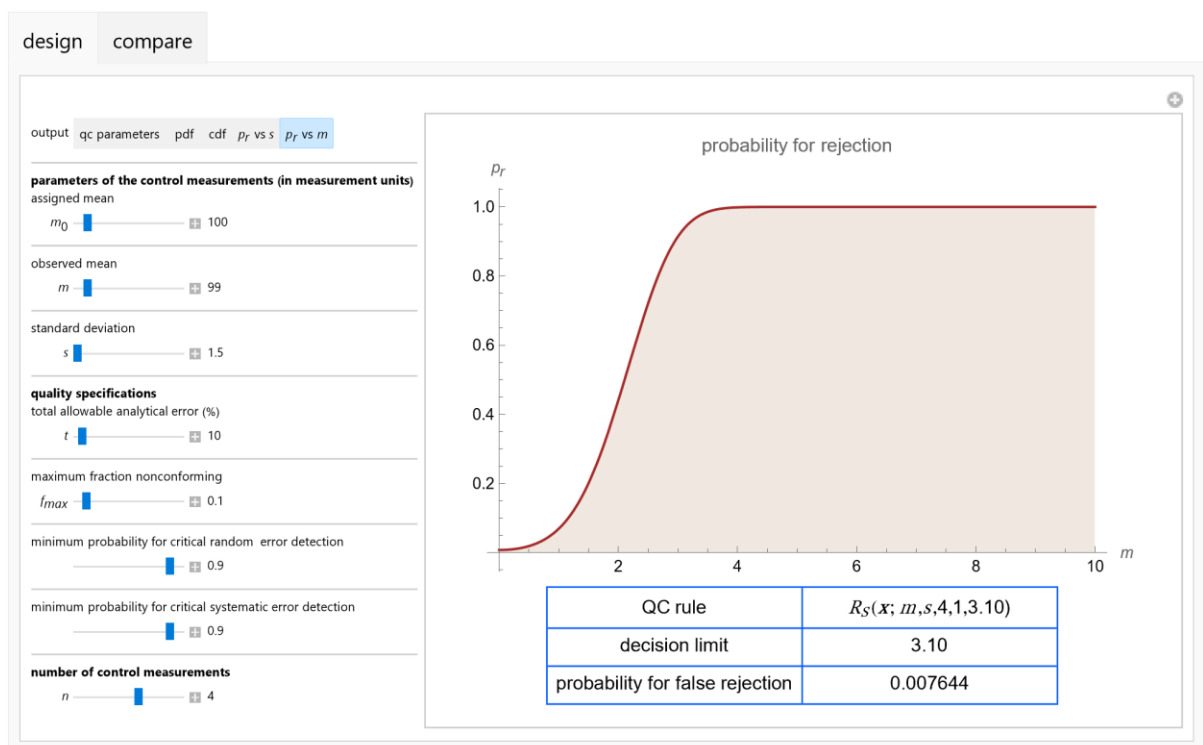 design compare
output qc parameters pdf cdf pr vs s pr vs m
parameters of the control measurements (in measurement units)
assigned mean
m0 100
observed mean
m 99
standard deviation
s 1.5
quality specifications
total allowable analytical error (%)
t 10
maximum fraction nonconforming
fmax 0.1
minimum probability for critical random error detection
0.9
minimum probability for critical systematic error detection
0.9
number of control measurements
n 4
probability for rejection
pr
1.0
0.8
0.6
0.4
0.2
2 4 6 8 10 m
QC rule RS(x; m,s,4,1,3.10)
decision limit 3.10
probability for false rejection 0.007644